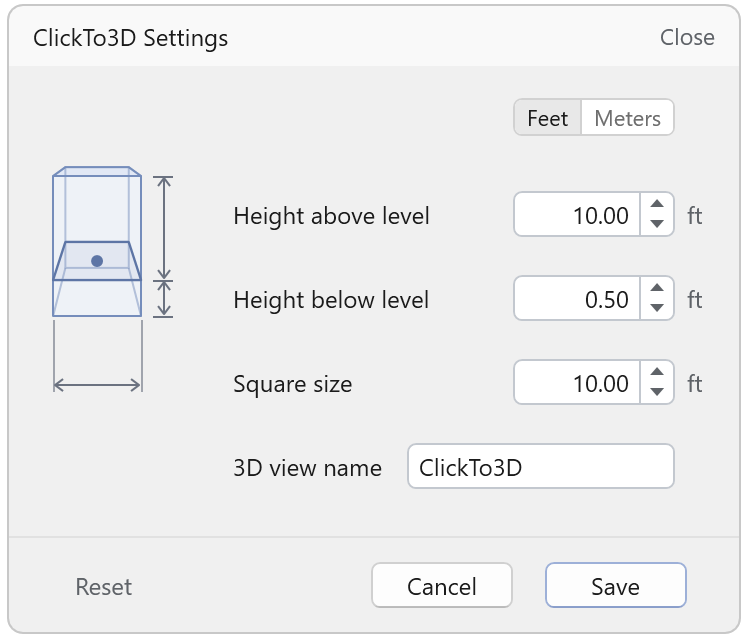 ClickTo3D Settings Close
Feet Meters
Height above level 10.00 ft
Height below level 0.50 ft
Square size 10.00 ft
3D view name ClickTo3D
Reset Cancel Save